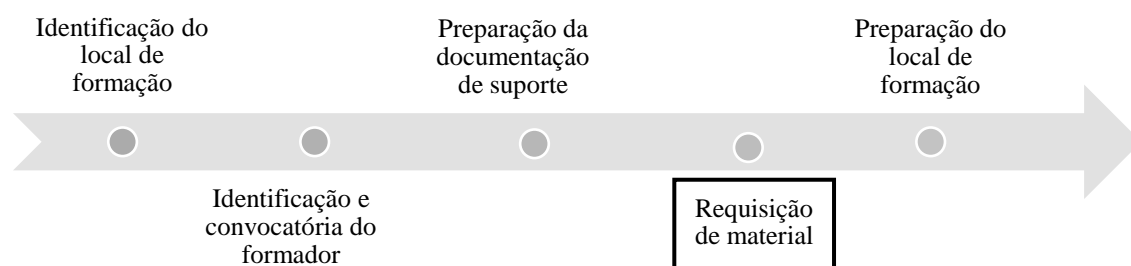 Identificação do
local de
formação
Identificação e
convocatória do
formador
Preparação da
documentação
de suporte
Requisição
de material
Preparação do
local de
formação